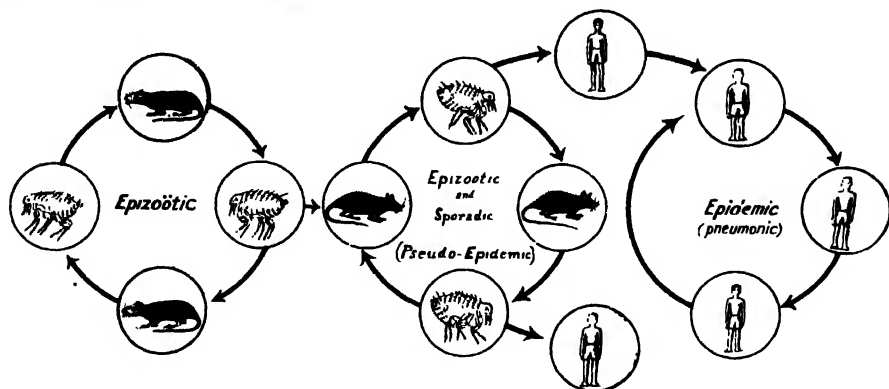 Epizoötic
Epizootic
and
Sporadic
(Pseudo-Epidemic)
Epidemic
(pneumonic)